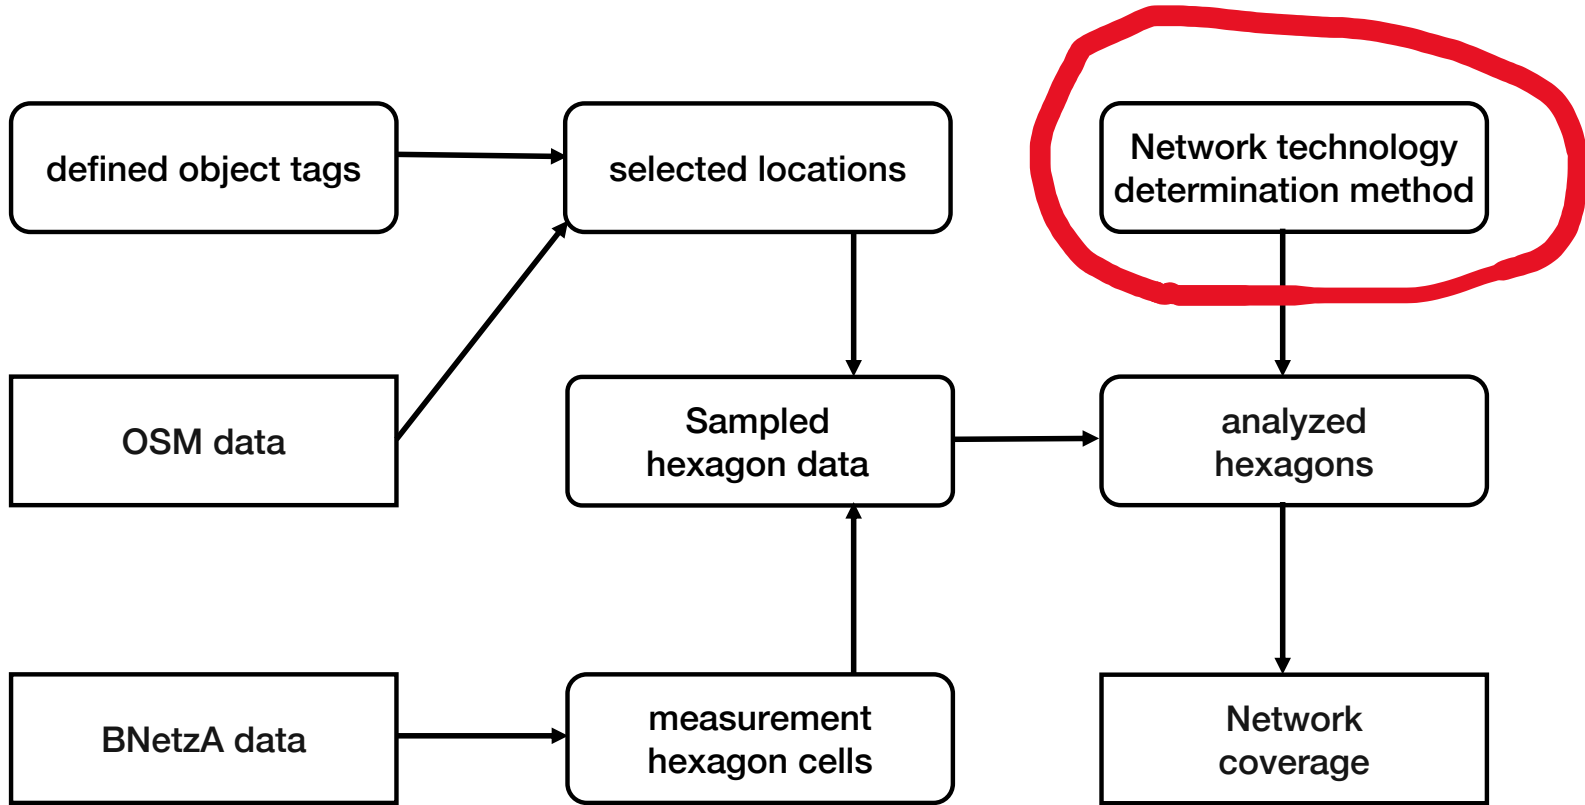 defined object tags
selected locations
Network technology
determination method
OSM data
Sampled
hexagon data
analyzed
hexagons
BNetzA data
measurement
hexagon cells
Network
coverage